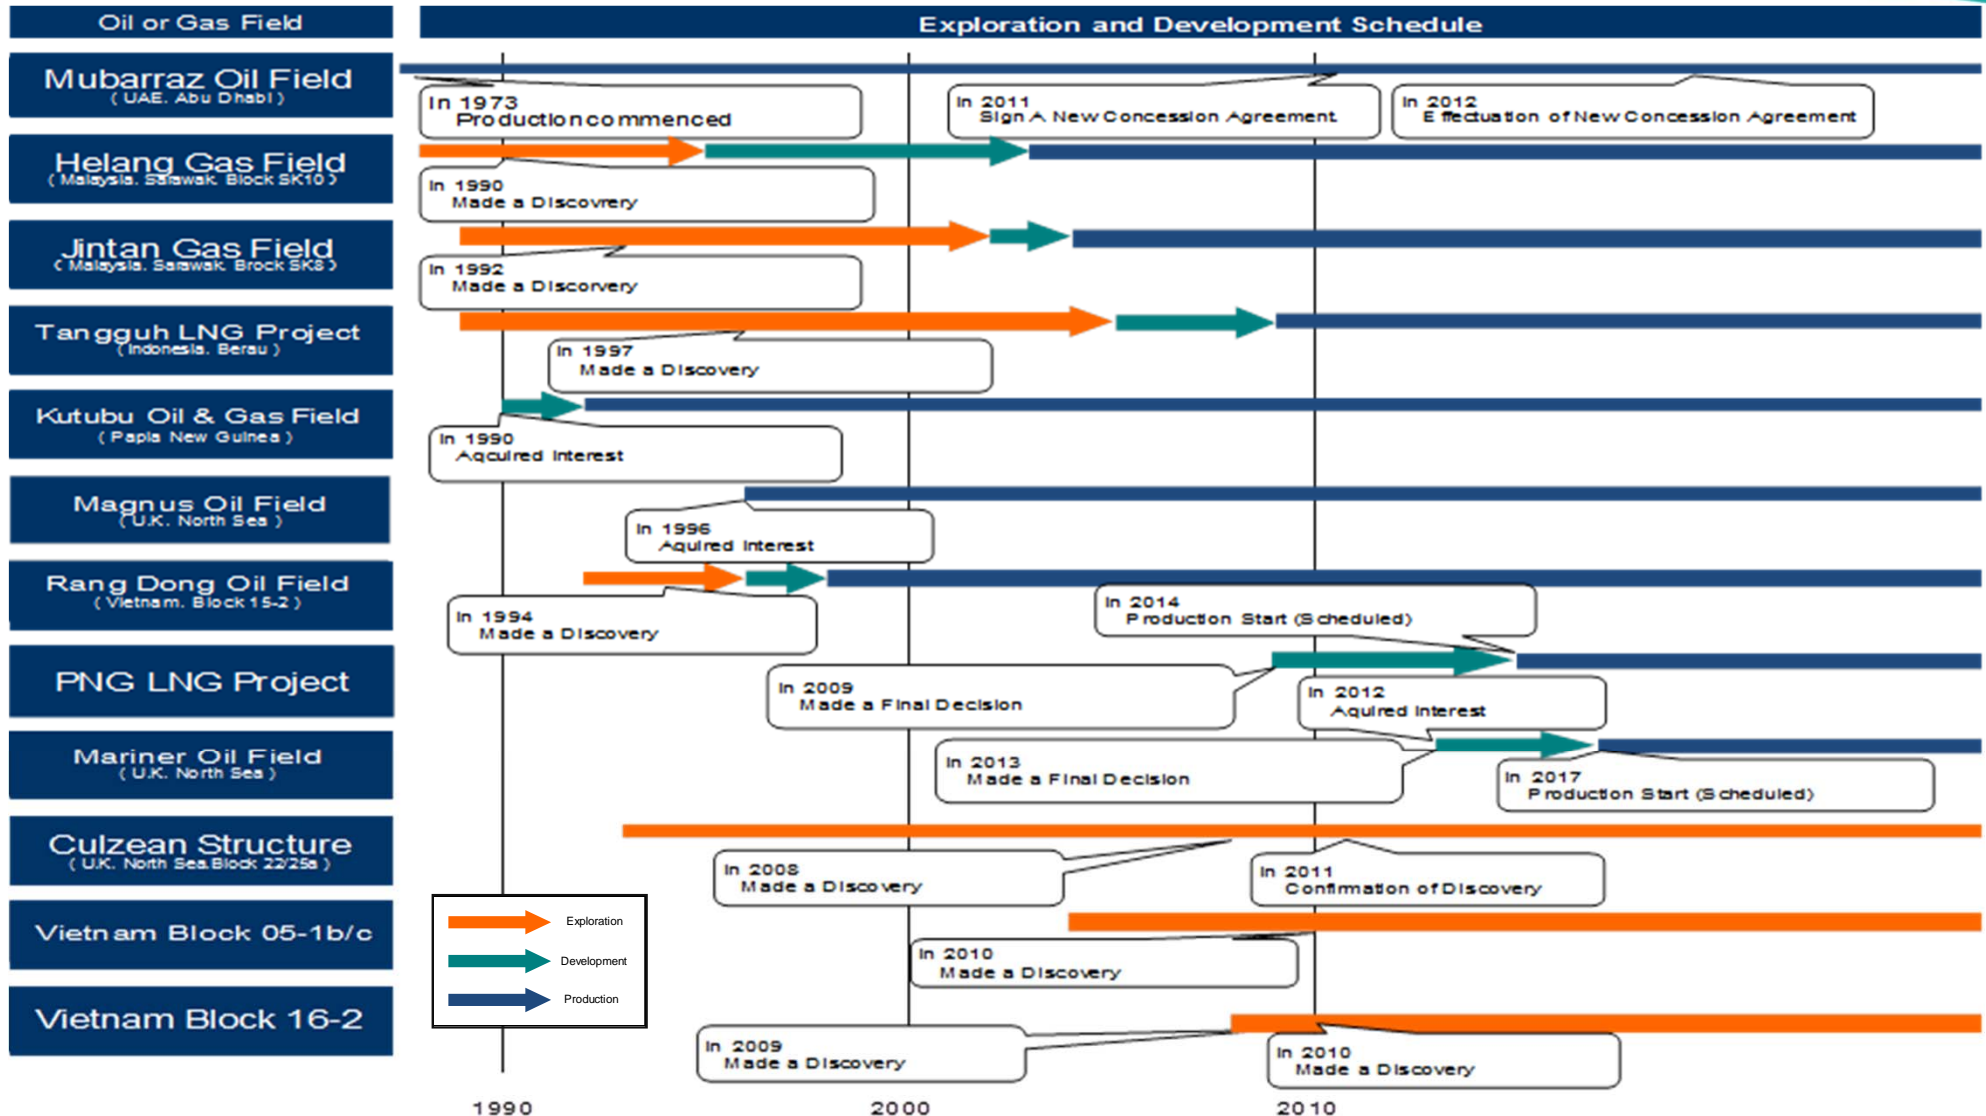 Oil or Gas Field
Exploration and Development Schedule
Mubarraz Oil Field
( UAE. Abu Dhabi )
In 1973
Production commenced
In 2011
Sign A New Concession Agreement.
In 2012
Effectuation of New Concession Agreement
Helang Gas Field
( Malaysia. Sarawak. Block SK10 )
In 1990
Made a Discovrery
Jintan Gas Field
( Malaysia. Sarawak. Brock SK8 )
In 1992
Made a Discorvery
Tangguh LNG Project
(Indonesia. Berau )
In 1997
Made a Discovery
Kutubu Oil & Gas Field
( Papia New Guinea )
In 1990
Aqcuired Interest
Magnus Oil Field
( U.K. North Sea )
In 1996
Aquired Interest
Rang Dong Oil Field
( Vietnam. Block 15-2 )
In 1994
Made a Discovery
In 2014
Production Start (Scheduled)
PNG LNG Project
In 2009
Made a Final Decision
In 2012
Aquired Interest
Mariner Oil Field
( U.K. North Sea )
In 2013
Made a Final Decision
In 2017
Production Start (Scheduled)
Culzean Structure
( U.K. North Sea.Block 22/25a )
In 2008
Made a Discovery
In 2011
Confirmation of Discovery
Exploration
Development
Production
Vietnam Block 05-1b/c
In 2010
Made a Discovery
Vietnam Block 16-2
In 2009
Made a Discovery
In 2010
Made a Discovery
1990
2000
2010